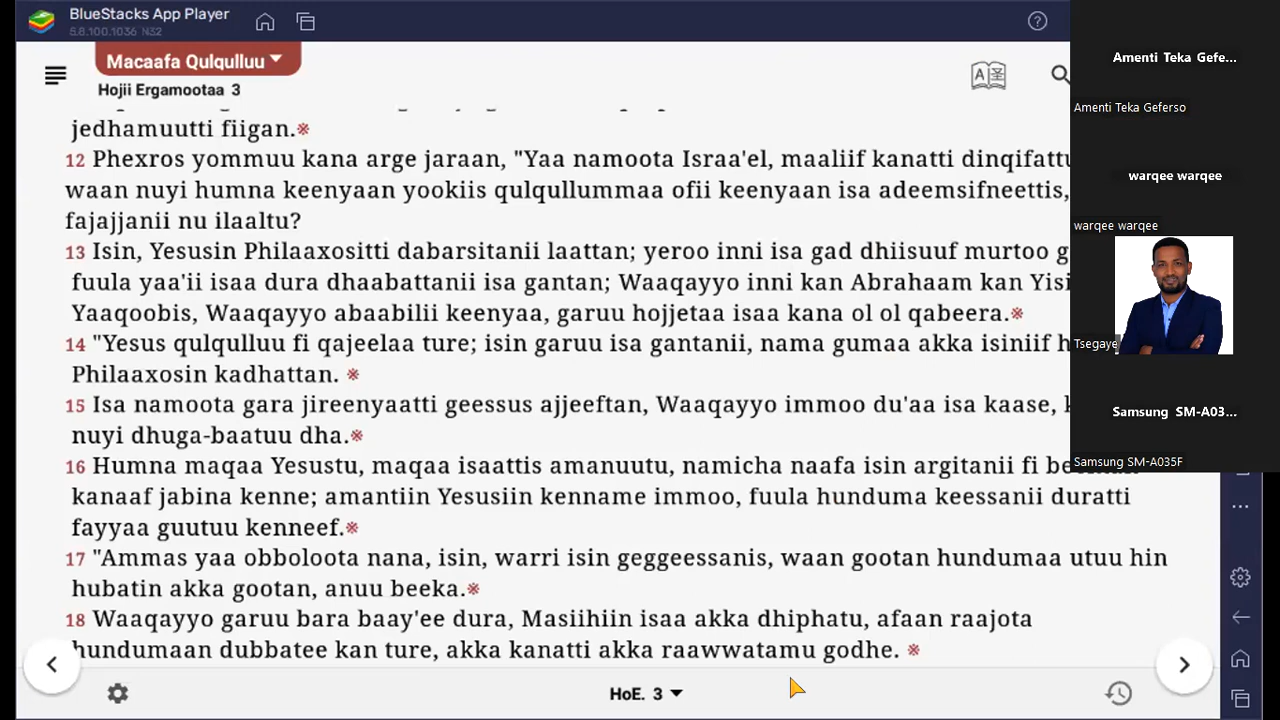 BlueStacks App Player
5.8.100.1036 N32
Macaafa Qulqulluu
Hojii Ergamootaa 3
jedhamuutti fiigan.※
12 Phexros yommuu kana arge jaraan, "Yaa namoota Israa'el, maaliif kanatti dinqifattu
waan nuyi humna keenyaan yookiis qulqullummaa ofii keenyaan isa adeemsifneettis,
fajajjanii nu ilaaltu?
13 Isin, Yesusin Philaaxositti dabarsitanii laattan; yeroo inni isa gad dhiisuuf murtoo
fuula yaa'ii isaa dura dhaabattanii isa gantan; Waaqayyo inni kan Abrahaam kan
Yaaqoobis, Waaqayyo abaabilii keenyaa, garuu hojjetaa isaa kana ol ol qabeera.※
14 "Yesus qulqulluu fi qajeelaa ture; isin garuu isa gantanii, nama gumaa akka isiniif
Philaaxosin kadhattan. ※
15 Isa namoota gara jireenyaatti geessus ajjeeftan, Waaqayyo immoo du'aa isa kaase,
nuyi dhuga-baatuu dha.※
16 Humna maqaa Yesustu, maqaa isaattis amanuutu, namicha naafa isin argitanii fi
kanaaf jabina kenne; amantiin Yesusiin kenname immoo, fuula hunduma keessanii duratti
fayyaa guutuu kenneef.※
17 "Ammas yaa obboloota nana, isin, warri isin geggeessanis, waan gootan hundumaa utuu hin
hubatin akka gootan, anuu beeka.※
18 Waaqayyo garuu bara baay'ee dura, Masiihiin isaa akka dhiphatu, afaan raajota
hundumaan dubbatee kan ture, akka kanatti akka raawwatamu godhe. ※
HoE. 3
Amenti Teka Gefe...
Amenti Teka Geferso
warqee warqee
warqee warqee
Tsegaye
Samsung SM-A03...
Samsung SM-A035F